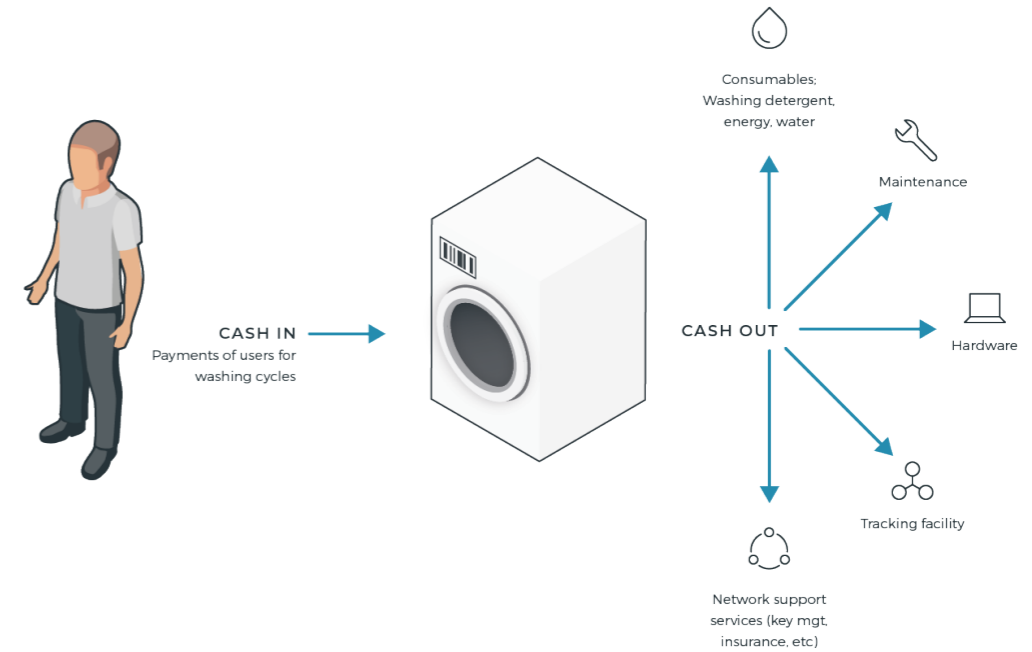 Consumables;
Washing detergent,
energy, water
Maintenance
CASH IN
Payments of users for
washing cycles
CASH OUT
Hardware
Tracking facility
Network support
services (key mgt,
insurance, etc)